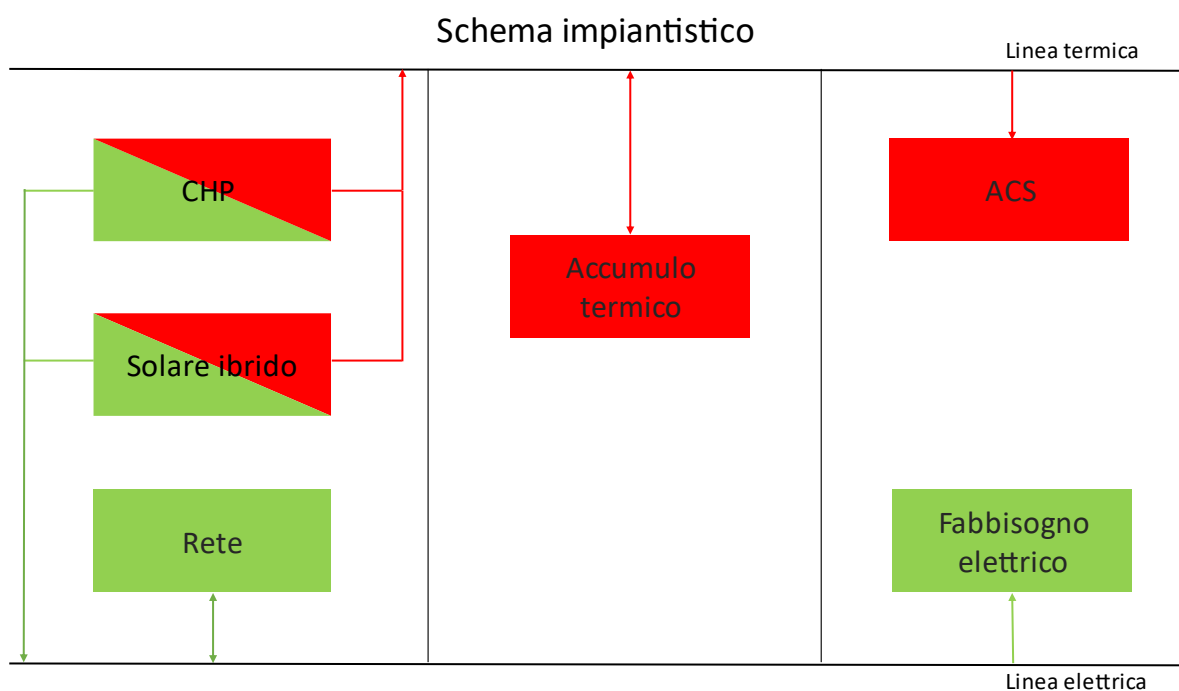 Schema impiantistico
Linea termica
CHP
ACS
Accumulo
termico
Solare ibrido
Rete
Fabbisogno
elettrico
Linea elettrica